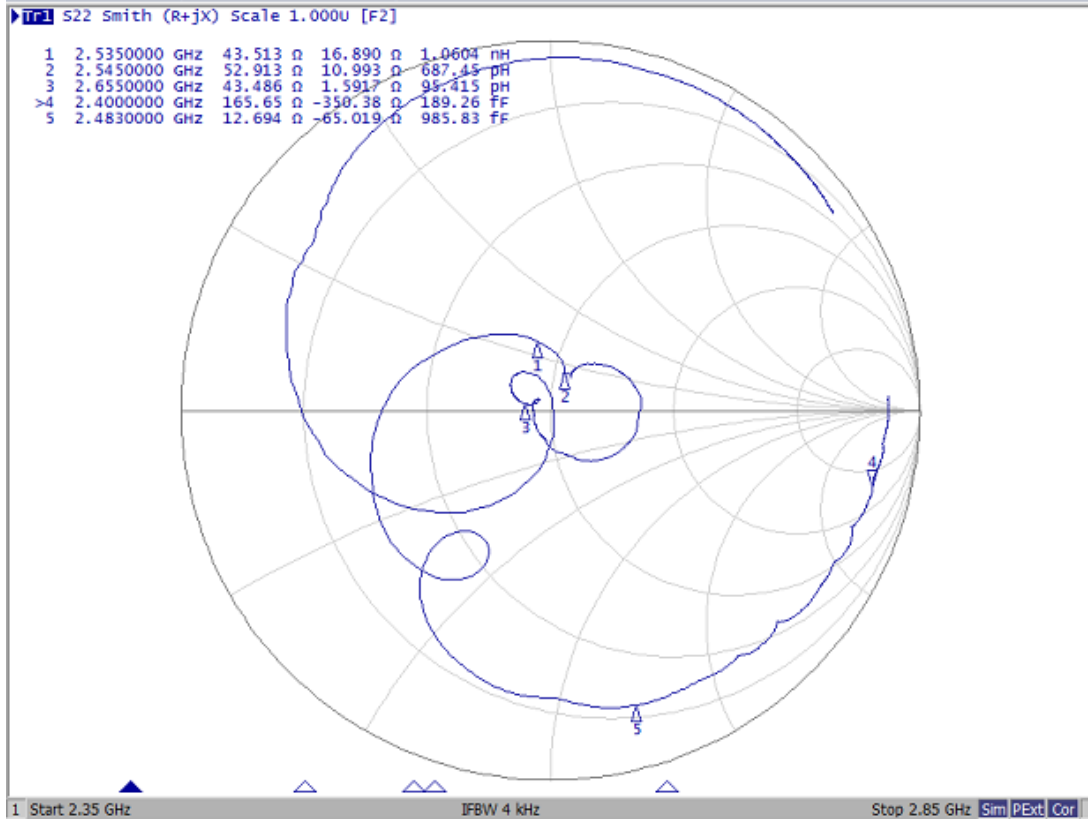 Tr1 S22 Smith (R+jX) Scale 1.000U [F2]
1 2.5350000 GHz 43.513 Ω 16.890 Ω 1.0604 nH
2 2.5450000 GHz 52.913 Ω 10.993 Ω 687.45 pH
3 2.6550000 GHz 43.486 Ω 1.5917 Ω 95.415 pH
>4 2.4000000 GHz 165.65 Ω -350.38 Ω 189.26 fF
5 2.4830000 GHz 12.694 Ω -65.019 Ω 985.83 fF
1
2
3
4
5
1 Start 2.35 GHz IFBW 4 kHz Stop 2.85 GHz Sim PExt Cor